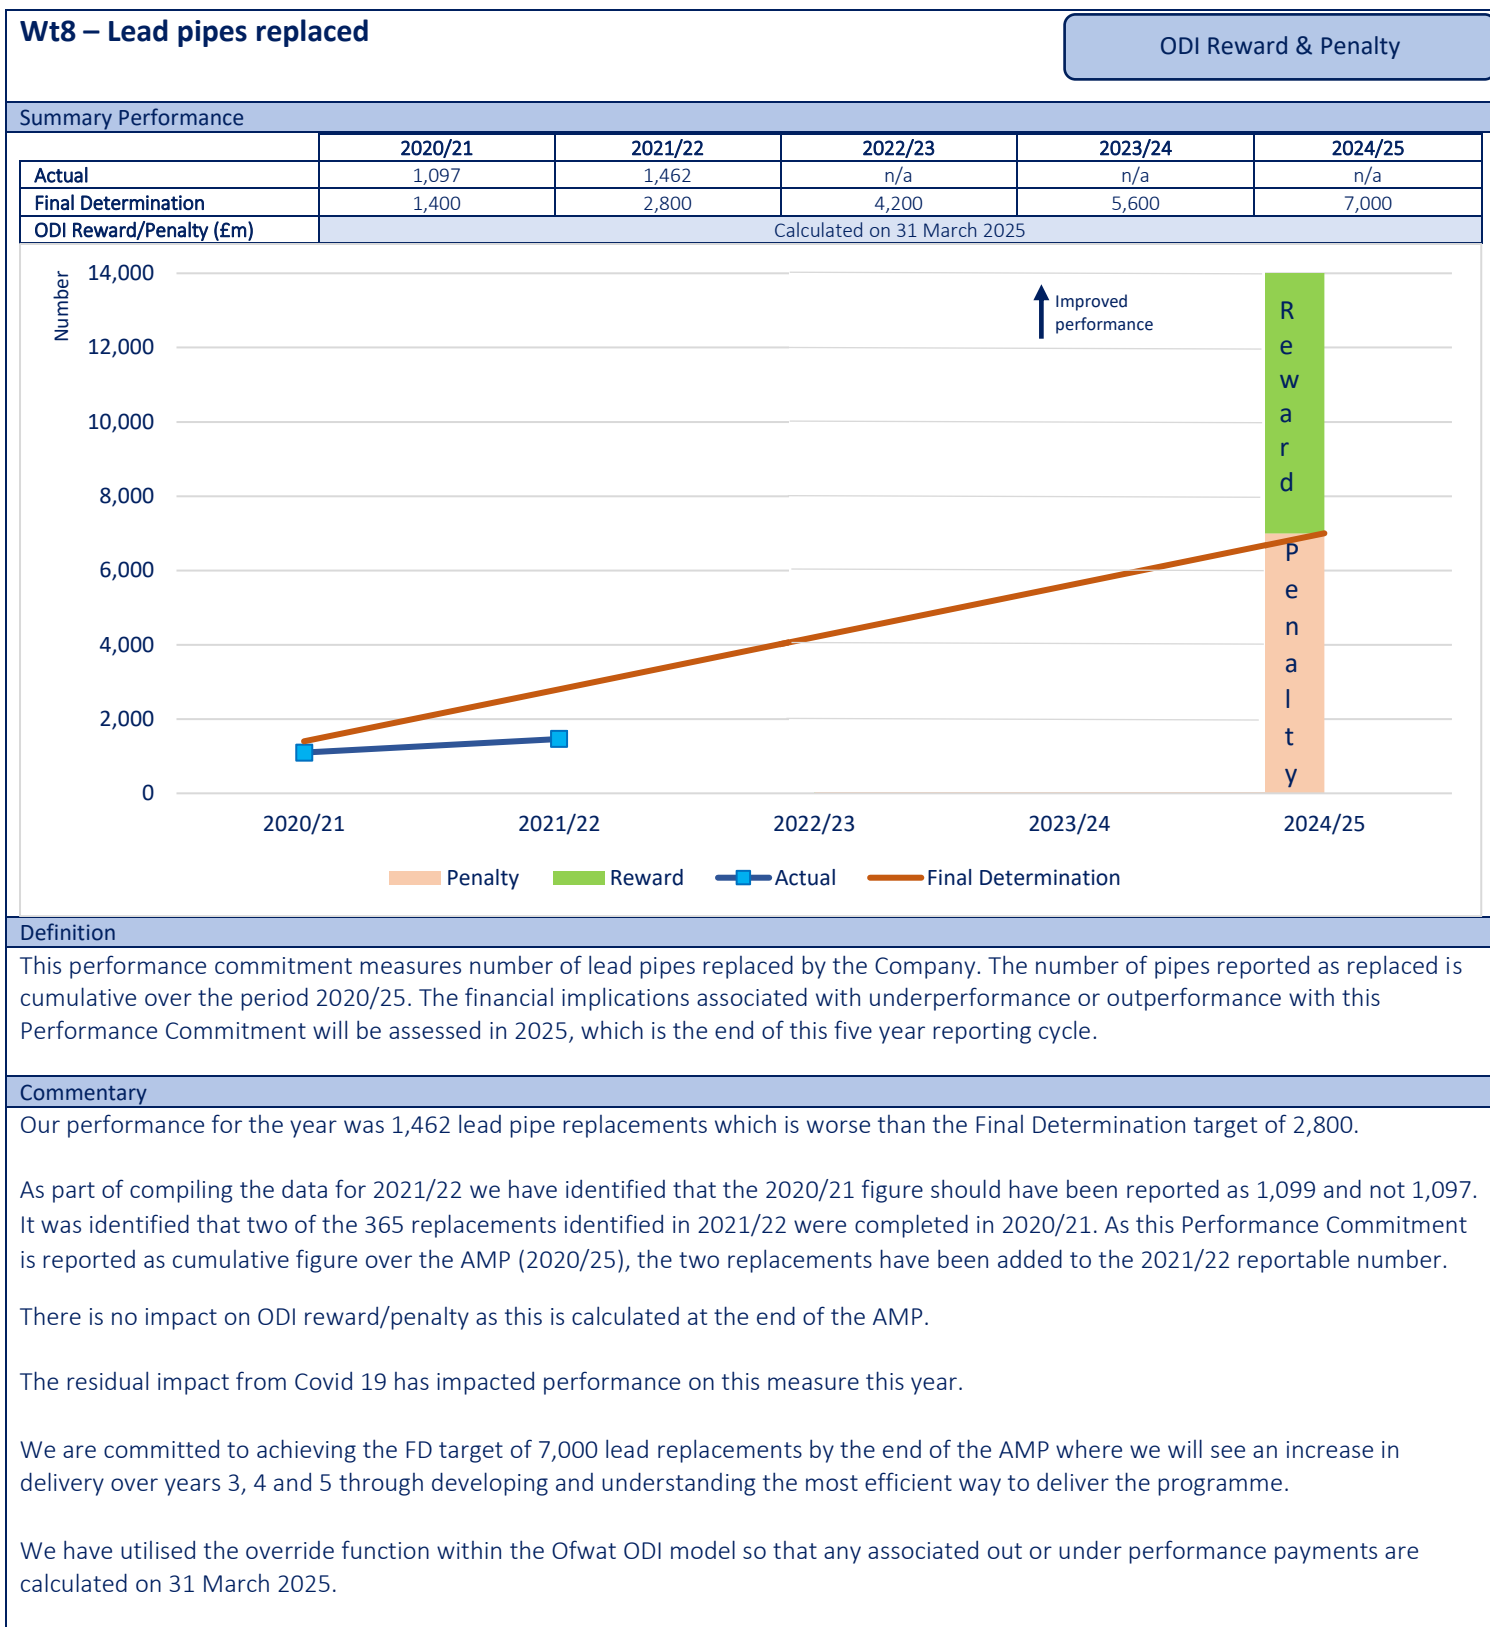 Wt8 – Lead pipes replaced
ODI Reward & Penalty
Summary Performance
2020/21 2021/22 2022/23 2023/24 2024/25
Actual 1,097 1,462 n/a n/a n/a
Final Determination 1,400 2,800 4,200 5,600 7,000
ODI Reward/Penalty (£m) Calculated on 31 March 2025
Number
14,000
12,000
10,000
8,000
6,000
4,000
2,000
0
Improved
performance
Reward
Penalty
2020/21 2021/22 2022/23 2023/24 2024/25
Penalty Reward Actual Final Determination
Definition
This performance commitment measures number of lead pipes replaced by the Company. The number of pipes reported as replaced is
cumulative over the period 2020/25. The financial implications associated with underperformance or outperformance with this
Performance Commitment will be assessed in 2025, which is the end of this five year reporting cycle.
Commentary
Our performance for the year was 1,462 lead pipe replacements which is worse than the Final Determination target of 2,800.
As part of compiling the data for 2021/22 we have identified that the 2020/21 figure should have been reported as 1,099 and not 1,097.
It was identified that two of the 365 replacements identified in 2021/22 were completed in 2020/21. As this Performance Commitment
is reported as cumulative figure over the AMP (2020/25), the two replacements have been added to the 2021/22 reportable number.
There is no impact on ODI reward/penalty as this is calculated at the end of the AMP.
The residual impact from Covid 19 has impacted performance on this measure this year.
We are committed to achieving the FD target of 7,000 lead replacements by the end of the AMP where we will see an increase in
delivery over years 3, 4 and 5 through developing and understanding the most efficient way to deliver the programme.
We have utilised the override function within the Ofwat ODI model so that any associated out or under performance payments are
calculated on 31 March 2025.